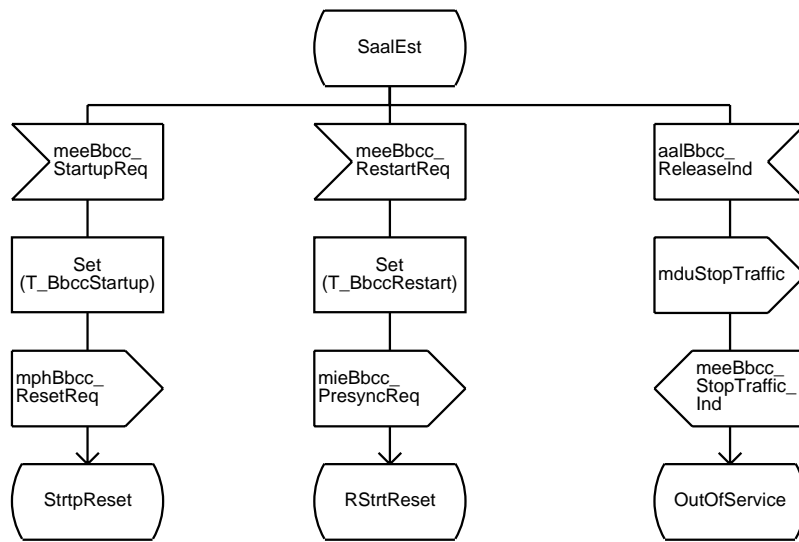 SaalEst
meeBbcc_
StartupReq
meeBbcc_
RestartReq
aalBbcc_
ReleaseInd
Set
(T_BbccStartup)
Set
(T_BbccRestart)
mduStopTraffic
mphBbcc_
ResetReq
mieBbcc_
PresyncReq
meeBbcc_
StopTraffic_
Ind
StrtpReset
RStrtReset
OutOfService